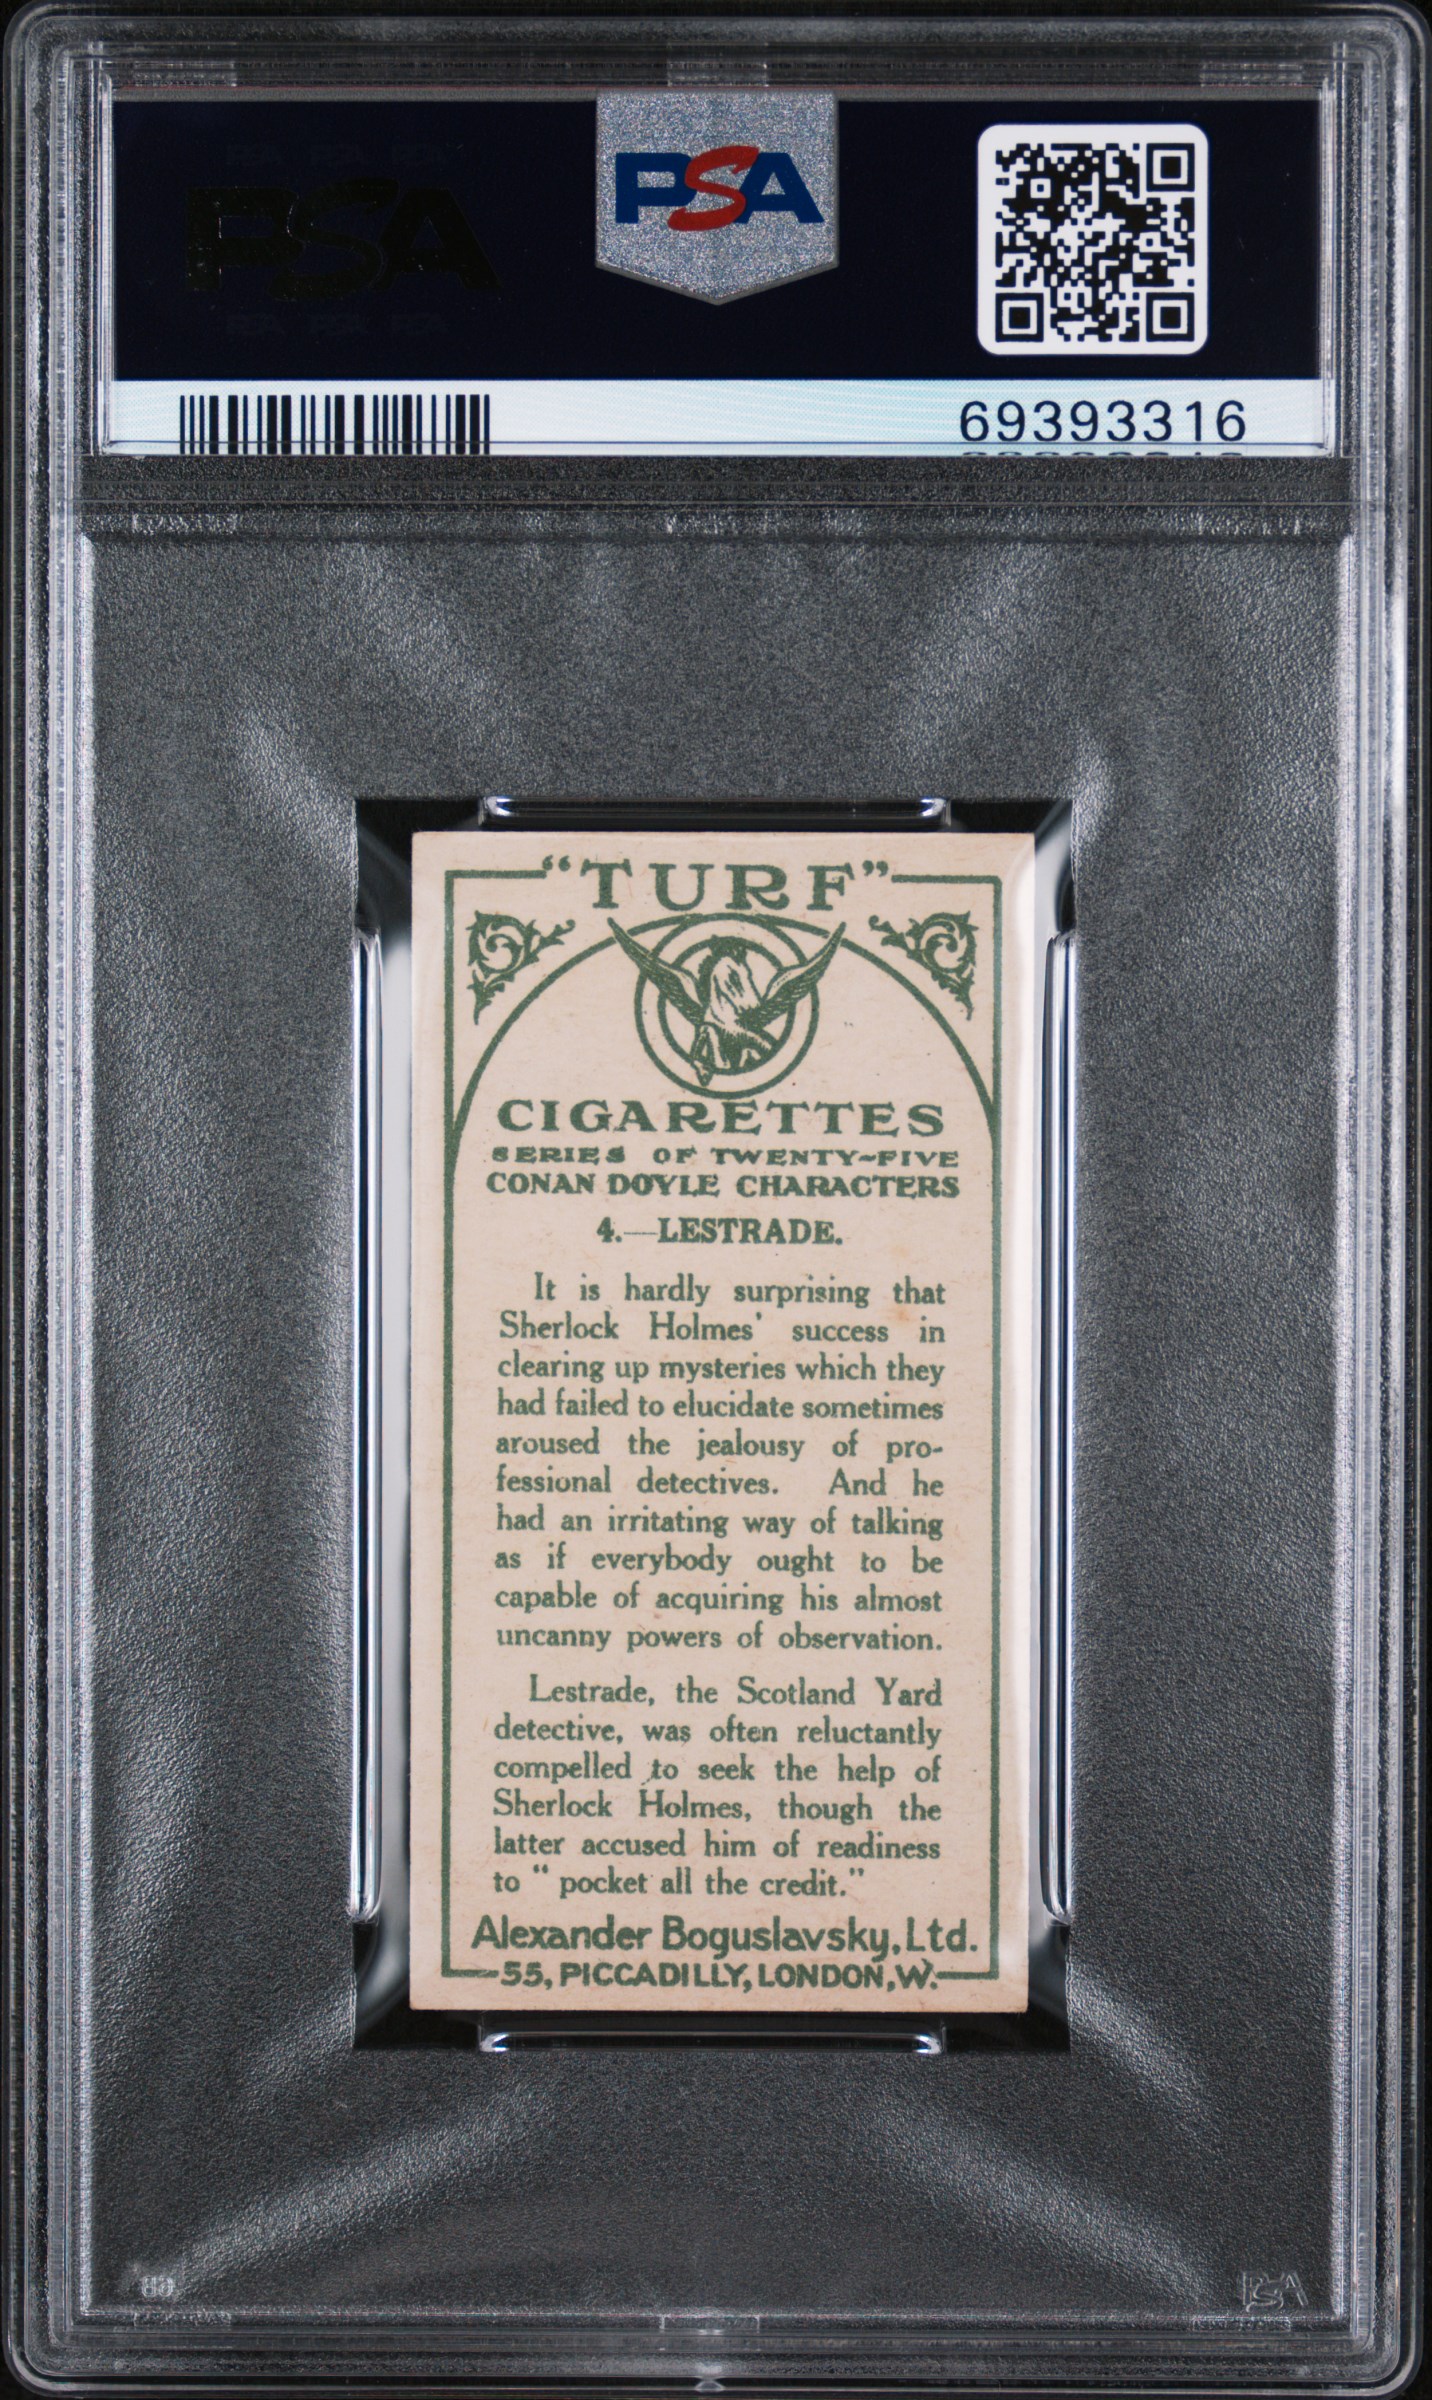 PSA
PSA
69393316
"TURF"
CIGARETTES
SERIES OF TWENTY-FIVE
CONAN DOYLE CHARACTERS
4.—LESTRADE.
It is hardly surprising that
Sherlock Holmes' success in
clearing up mysteries which they
had failed to elucidate sometimes
aroused the jealousy of pro-
fessional detectives. And he
had an irritating way of talking
as if everybody ought to be
capable of acquiring his almost
uncanny powers of observation.
Lestrade, the Scotland Yard
detective, was often reluctantly
compelled to seek the help of
Sherlock Holmes, though the
latter accused him of readiness
to " pocket all the credit."
Alexander Boguslavsky, Ltd.
55, PICCADILLY, LONDON, W.
PSA